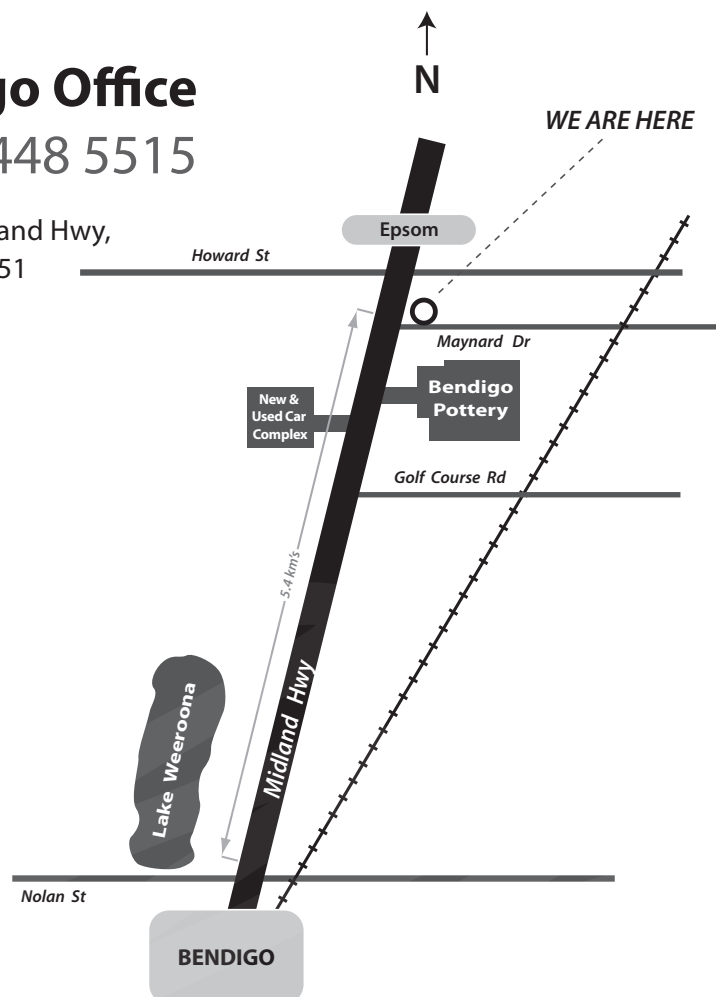 N
go Office
448 5515
WE ARE HERE
and Hwy,
51
Epsom
Howard St
Maynard Dr
New &
Used Car
Complex
Bendigo
Pottery
Golf Course Rd
5.4 km's
Midland Hwy
Lake Weeroona
Nolan St
BENDIGO